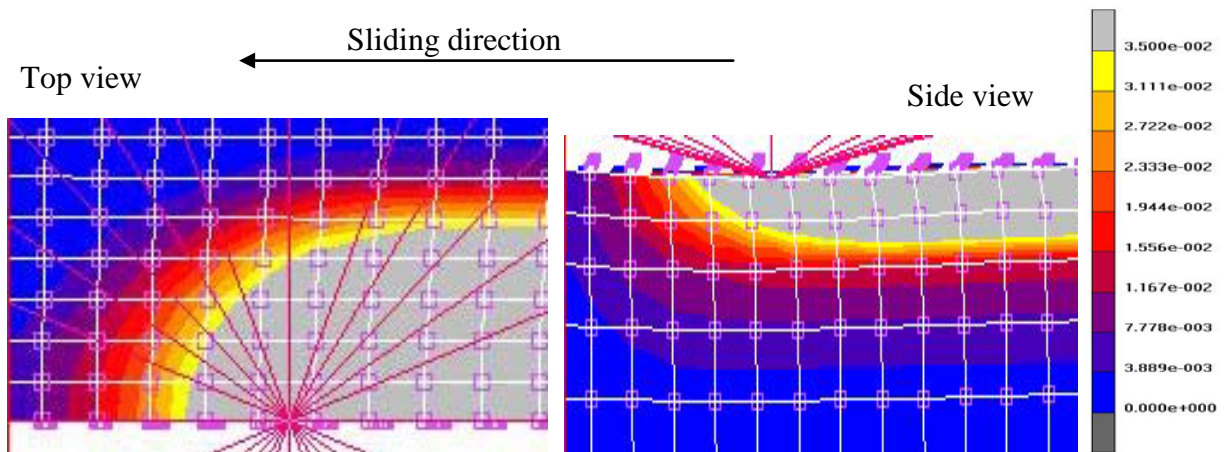 Sliding direction
Top view
Side view
3.500e-002
3.111e-002
2.722e-002
2.333e-002
1.944e-002
1.556e-002
1.167e-002
7.778e-003
3.889e-003
0.000e+000